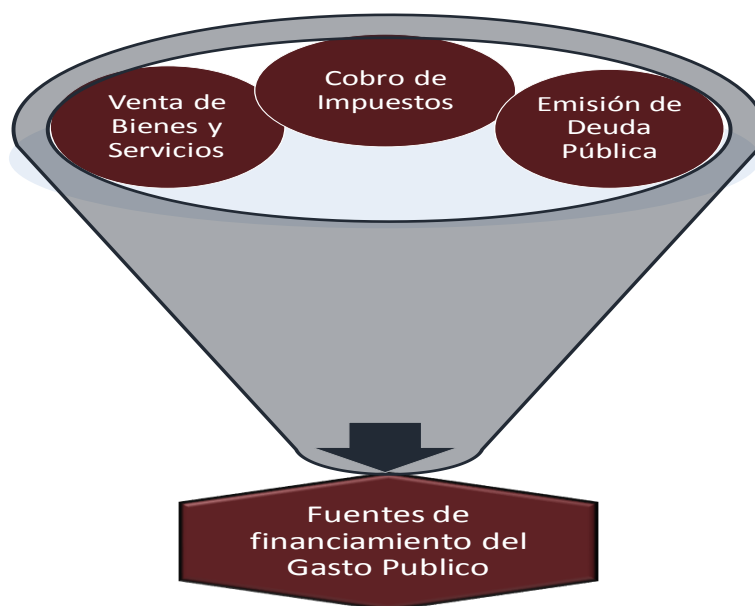 Venta de
Bienes y
Servicios
Cobro de
Impuestos
Emisión de
Deuda
Pública
Fuentes de
financiamiento del
Gasto Publico